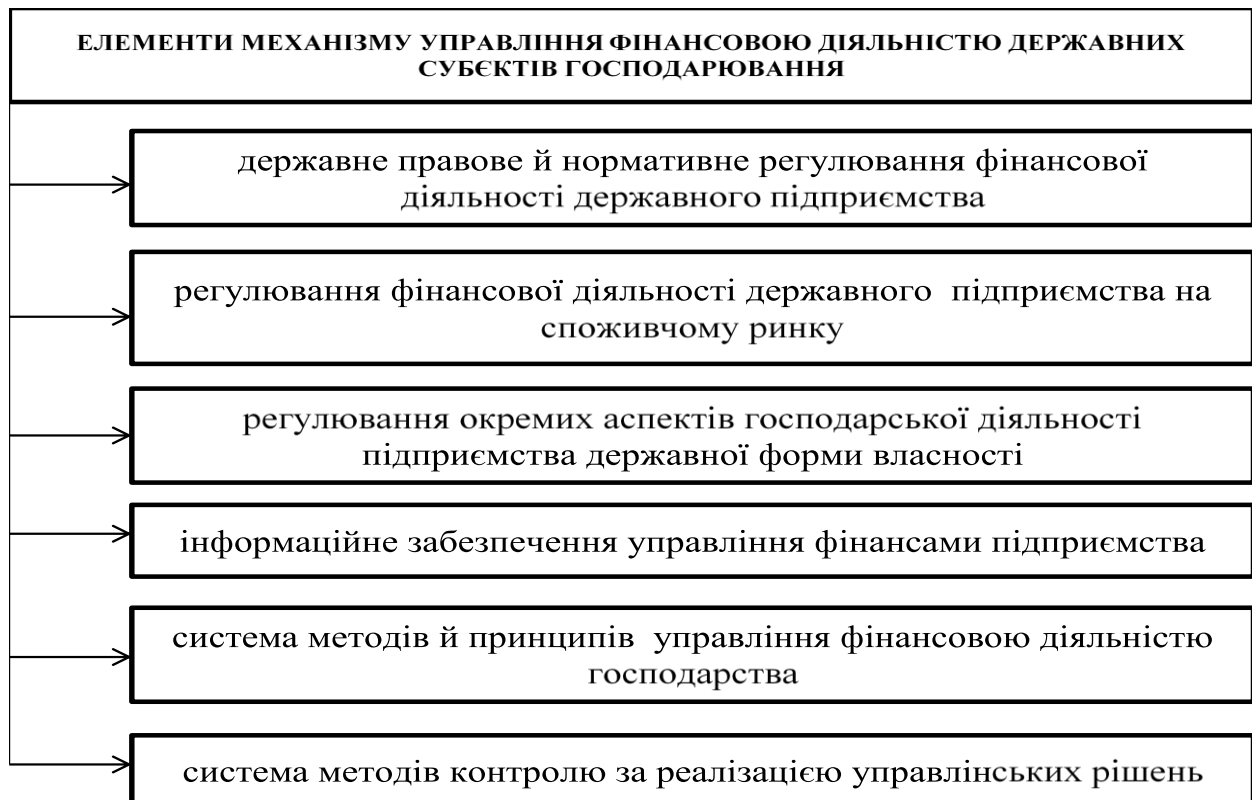 ЕЛЕМЕНТИ МЕХАНІЗМУ УПРАВЛІННЯ ФІНАНСОВОЮ ДІЯЛЬНІСТЮ ДЕРЖАВНИХ
СУБЄКТІВ ГОСПОДАРЮВАННЯ
державне правове й нормативне регулювання фінансової
діяльності державного підприємства
регулювання фінансової діяльності державного підприємства на
споживчому ринку
регулювання окремих аспектів господарської діяльності
підприємства державної форми власності
інформаційне забезпечення управління фінансами підприємства
система методів й принципів управління фінансовою діяльністю
господарства
система методів контролю за реалізацією управлінських рішень